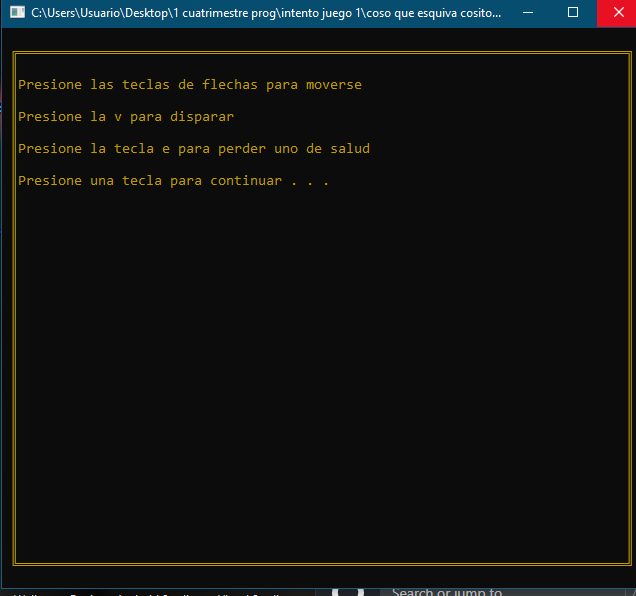 C:\Users\Usuario\Desktop\1 cuatrimestre prog\intento juego 1\coso que esquiva cosito...
Presione las teclas de flechas para moverse
Presione la v para disparar
Presione la tecla e para perder uno de salud
Presione una tecla para continuar . . .
Search or jump to